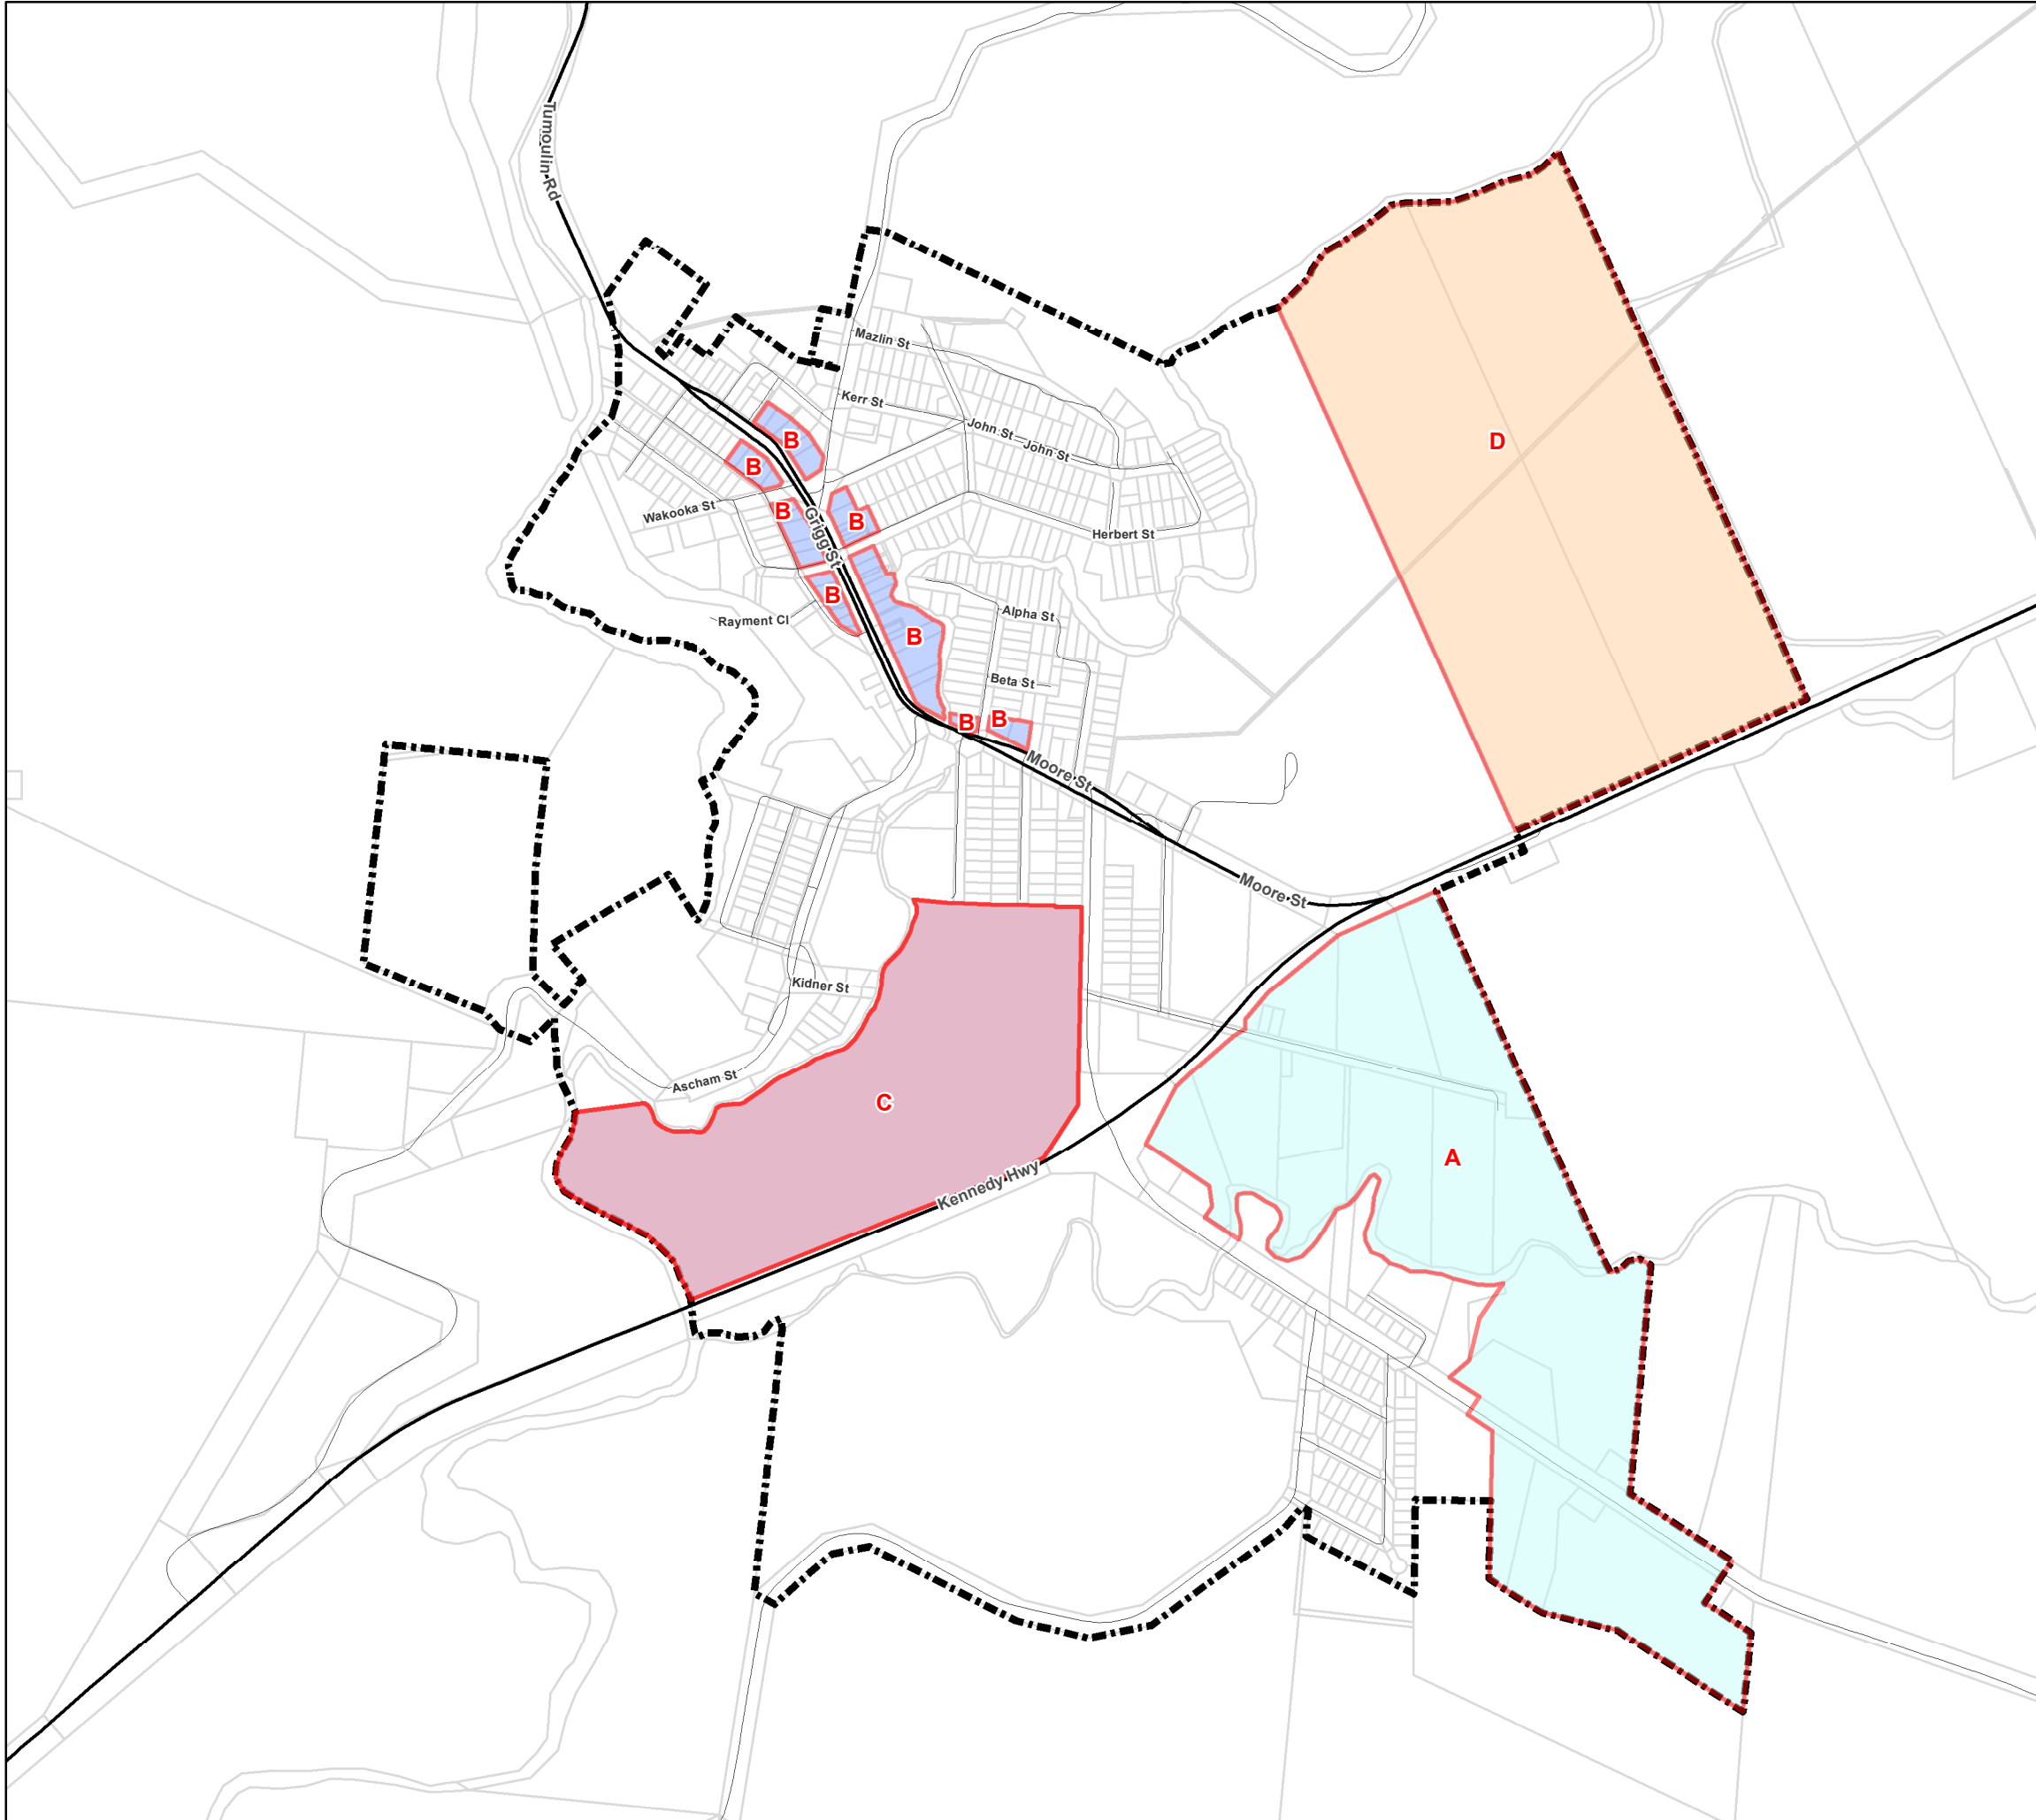 Tumoulin Rd
Mazlin St
Kerr St
John St
John St
B
D
B
Wakooka St
B
B
Grigg St
Herbert St
B
Rayment Cl
Alpha St
B
Beta St
B
B
Moore St
Moore St
Kidner St
Ascham St
C
A
Kennedy Hwy